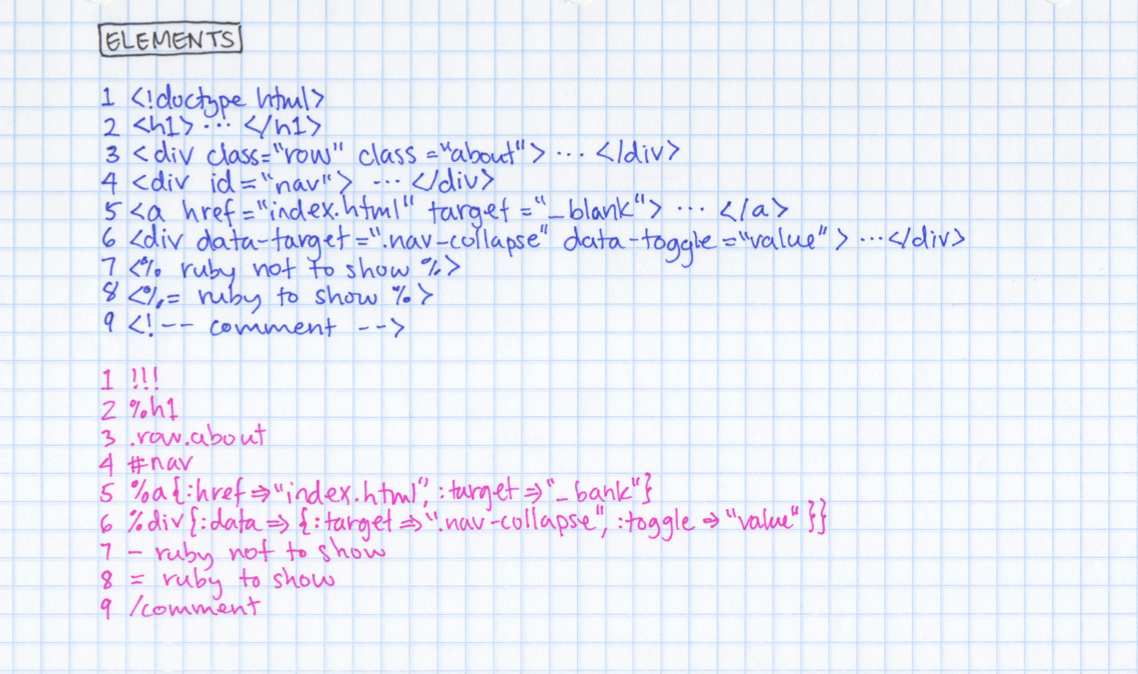 ELEMENTS
1 <!doctype html>
2 <h1> ... </h1>
3 <div class="row" class="about"> ... </div>
4 <div id="nav"> ... </div>
5 <a href="index.html" target="_blank"> ... </a>
6 <div data-target=".nav-collapse" data-toggle="value"> ... </div>
7 <% ruby not to show %>
8 <%= ruby to show %>
9 <!-- comment -->
1 !!!
2 %h1
3 .row.about
4 #nav
5 %a{:href=>"index.html", :target=>"_bank"}
6 %div{:data=> {:target=>".nav-collapse", :toggle=>"value"}}
7 - ruby not to show
8 = ruby to show
9 /comment